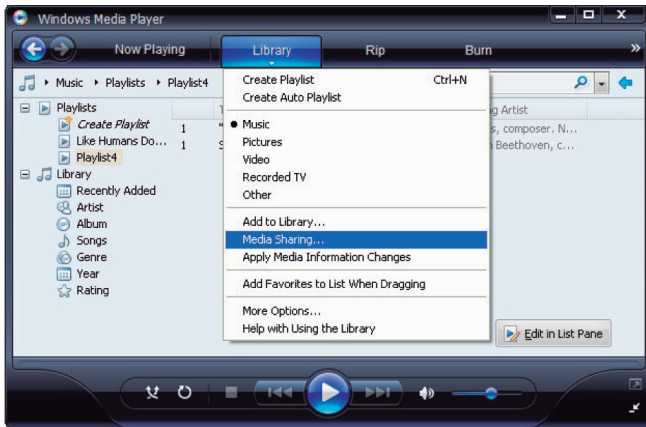 Windows Media Player
Now Playing Library Rip Burn »
Music Playlists Playlist4
Create Playlist Ctrl+N
Create Auto Playlist
Music
Pictures
Video
Recorded TV
Other
Add to Library...
Media Sharing...
Apply Media Information Changes
Add Favorites to List When Dragging
More Options...
Help with Using the Library
Playlists
Create Playlist
Like Humans Do...
Playlist4
Library
Recently Added
Artist
Album
Songs
Genre
Year
Rating
1
1
Artist
s, composer. N...
Beethoven, c...
Edit in List Pane